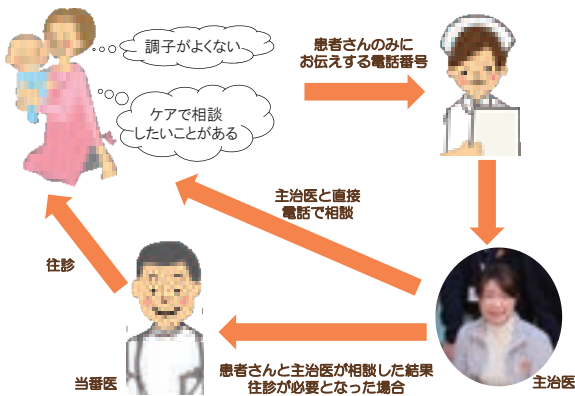 調子がよくない
ケアで相談
したいことがある
患者さんのみに
お伝えする電話番号
主治医と直接
電話で相談
往診
当番医
患者さんと主治医が相談した結果
往診が必要となった場合
主治医